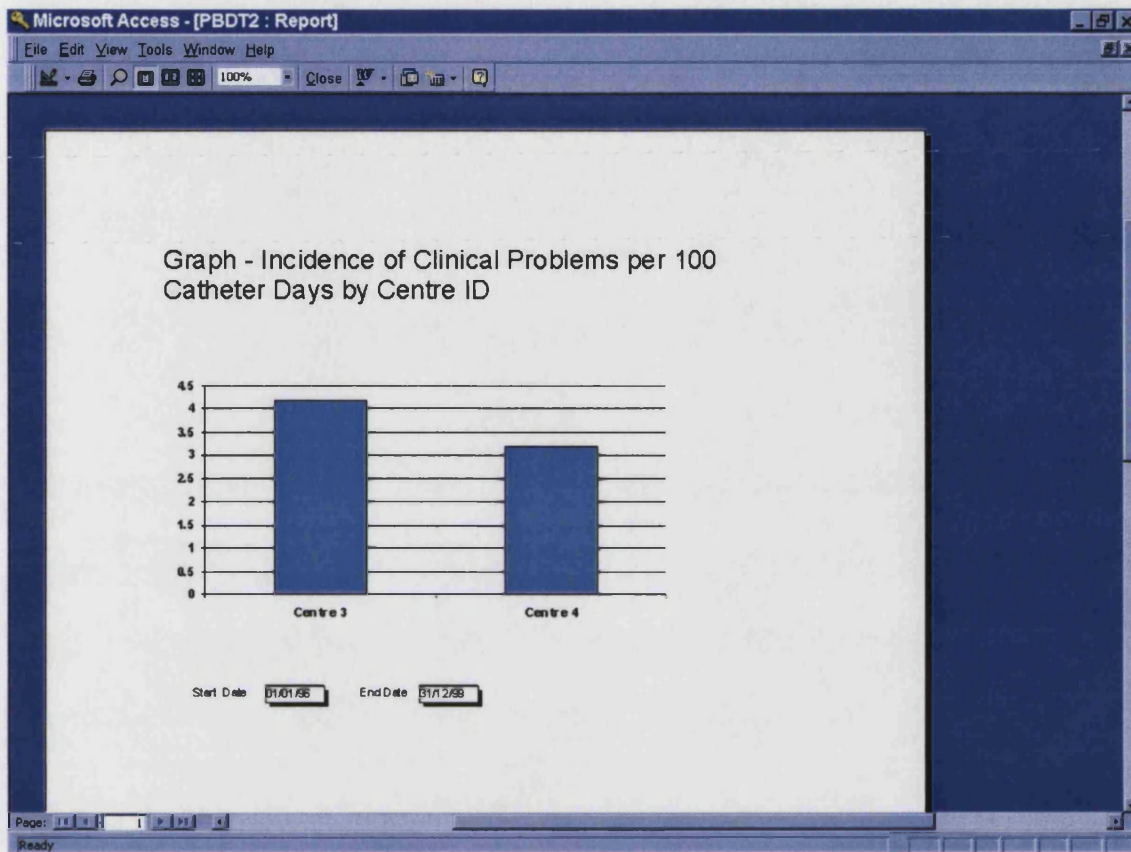 Microsoft Access - [PBDT2 : Report]
File Edit View Tools Window Help
100% Close
Graph - Incidence of Clinical Problems per 100
Catheter Days by Centre ID
4.5
4
3.5
3
2.5
2
1.5
1
0.5
0
Centre 3 Centre 4
Start Date 01/01/96 End Date 31/12/99
Page: 1
Ready